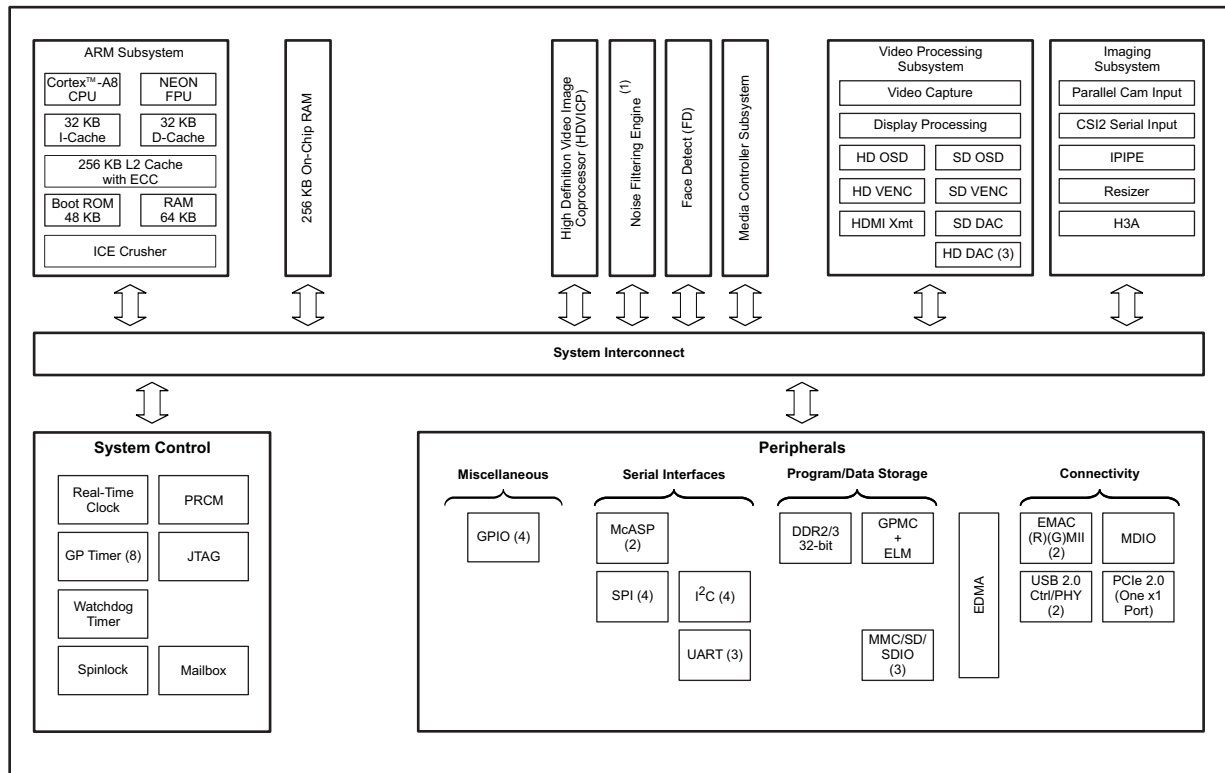 ARM Subsystem
Cortex™-A8
CPU
NEON
FPU
32 KB
I-Cache
32 KB
D-Cache
256 KB L2 Cache
with ECC
Boot ROM
48 KB
RAM
64 KB
ICE Crusher
256 KB On-Chip RAM
High Definition Video Image
Coprocessor (HDVICP)
Noise Filtering Engine (1)
Face Detect (FD)
Media Controller Subsystem
Video Processing
Subsystem
Video Capture
Display Processing
HD OSD
SD OSD
HD VENC
SD VENC
HDMI Xmt
SD DAC
HD DAC (3)
Imaging
Subsystem
Parallel Cam Input
CSI2 Serial Input
IPIPE
Resizer
H3A
System Interconnect
System Control
Real-Time
Clock
PRCM
GP Timer (8)
JTAG
Watchdog
Timer
Spinlock
Mailbox
Peripherals
Miscellaneous
GPIO (4)
Serial Interfaces
McASP
(2)
SPI (4)
I²C (4)
UART (3)
Program/Data Storage
DDR2/3
32-bit
GPMC
+
ELM
MMC/SD/
SDIO
(3)
EDMA
Connectivity
EMAC
(R)(G)MII
(2)
MDIO
USB 2.0
Ctrl/PHY
(2)
PCIe 2.0
(One x1
Port)